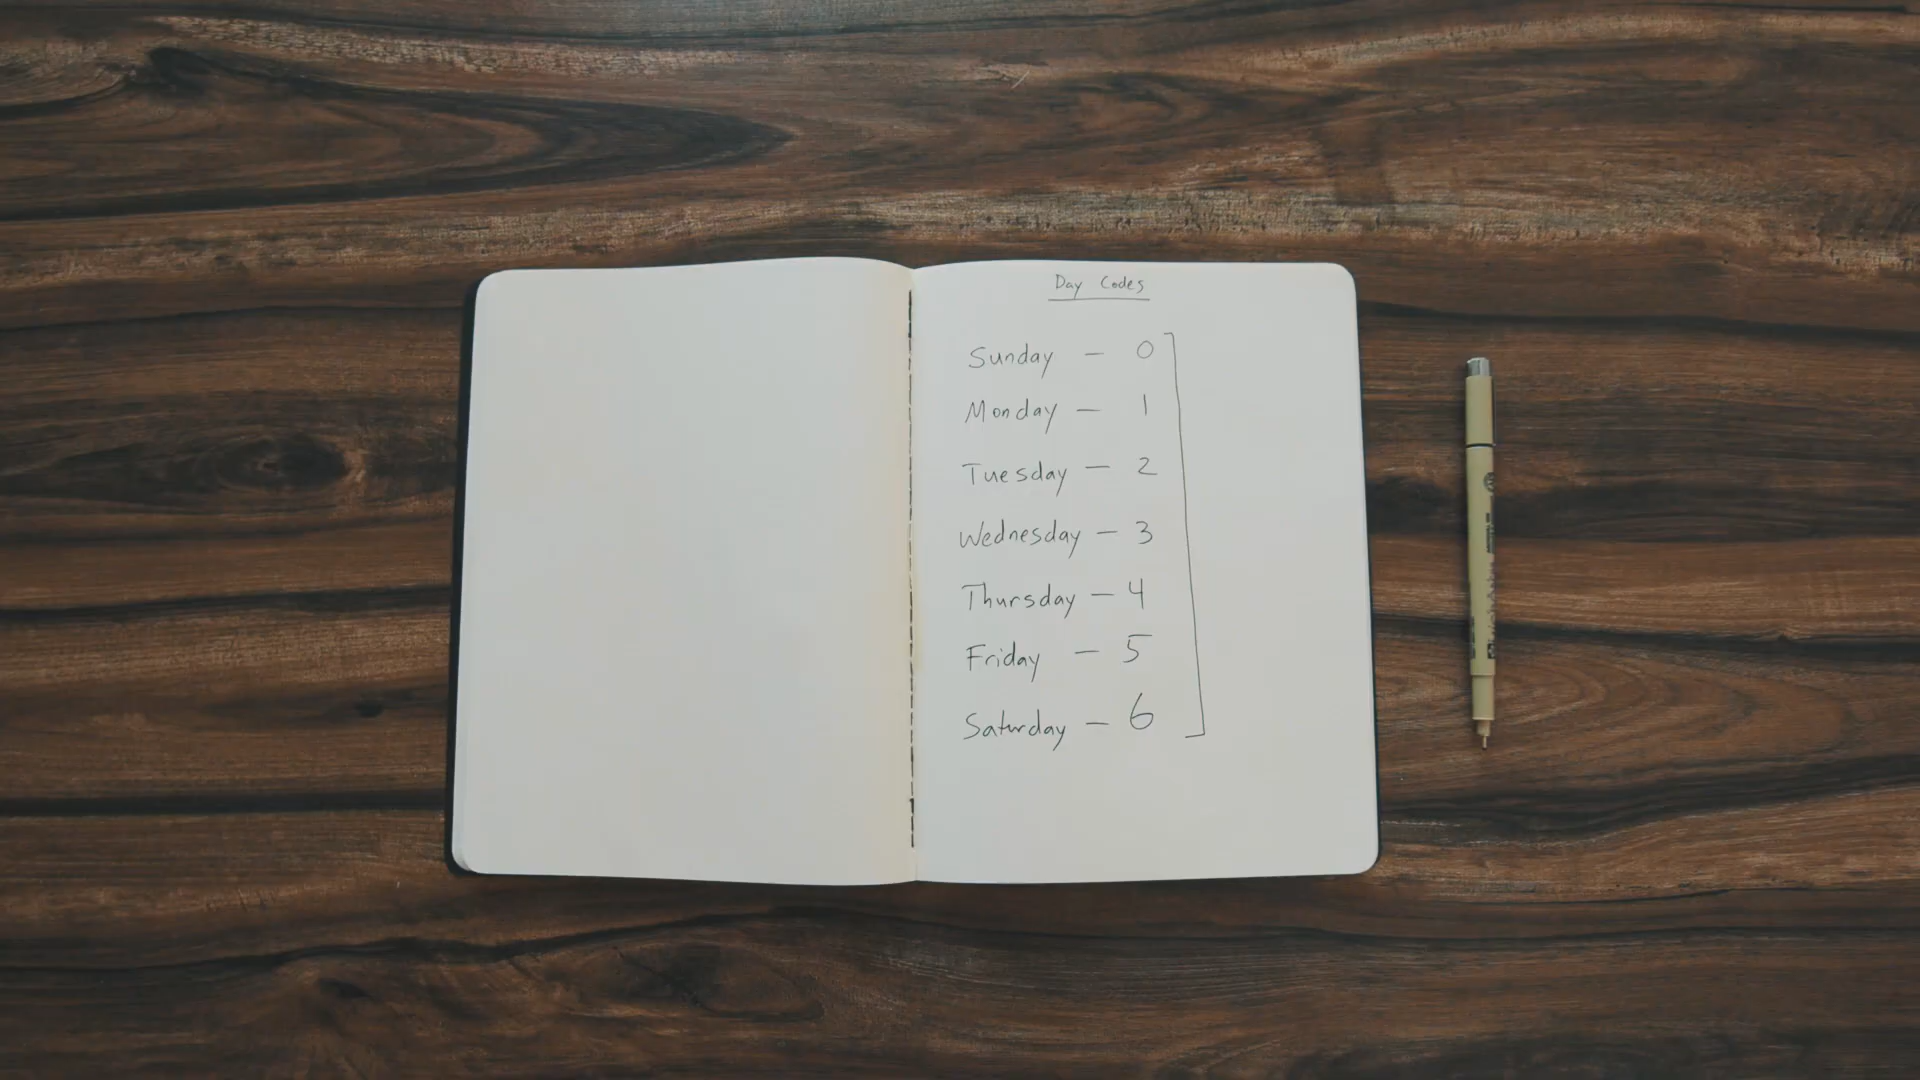 Day Codes
Sunday — 0
Monday — 1
Tuesday — 2
Wednesday — 3
Thursday — 4
Friday — 5
Saturday — 6